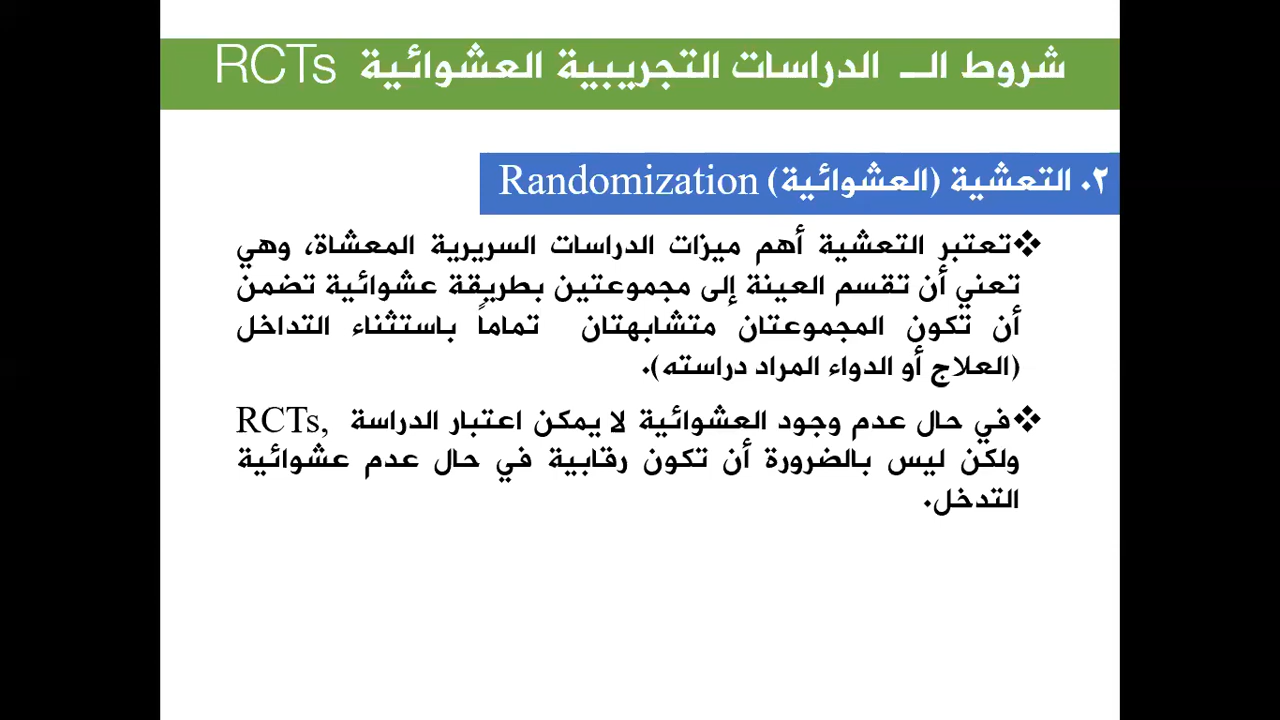 شروط الــ الدراسات التجريبية العشوائية RCTs
٢. التعشية (العشوائية) Randomization
❖تعتبر التعشية أهم ميزات الدراسات السريرية المعشاة، وهي
تعني أن تقسم العينة إلى مجموعتين بطريقة عشوائية تضمن
أن تكون المجموعتان متشابهتان تماماً باستثناء التداخل
(العلاج أو الدواء المراد دراسته).
❖في حال عدم وجود العشوائية لا يمكن اعتبار الدراسة RCTs,
ولكن ليس بالضرورة أن تكون رقابية في حال عدم عشوائية
التدخل.